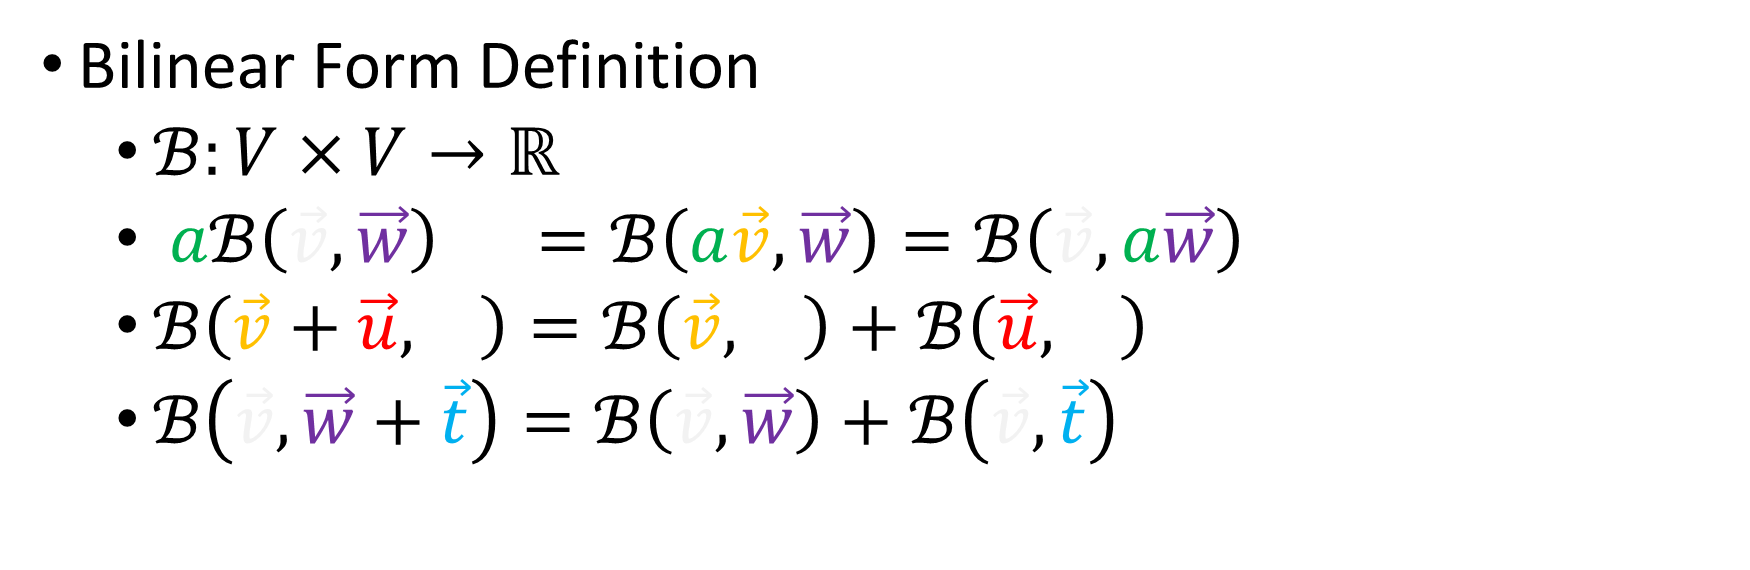 • Bilinear Form Definition
• ℬ: V × V → ℝ
• aℬ(v⃗, w⃗) = ℬ(av⃗, w⃗) = ℬ(v⃗, aw⃗)
• ℬ(v⃗ + u⃗, ) = ℬ(v⃗, ) + ℬ(u⃗, )
• ℬ(v⃗, w⃗ + t⃗) = ℬ(v⃗, w⃗) + ℬ(v⃗, t⃗)